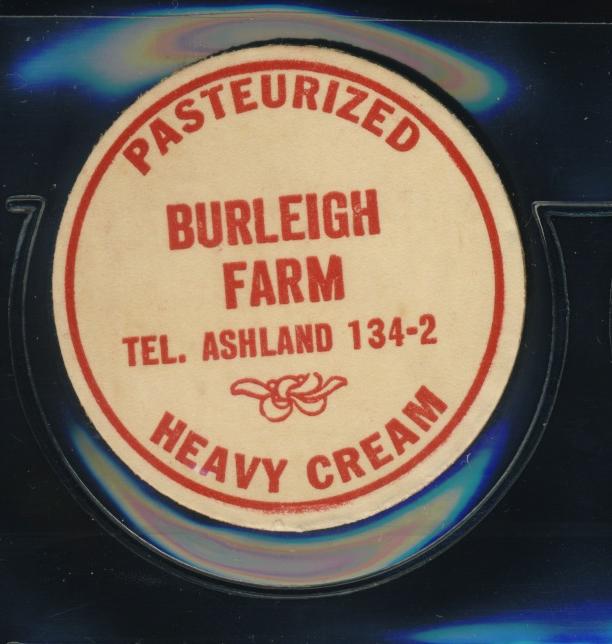 PASTEURIZED
BURLEIGH
FARM
TEL. ASHLAND 134-2
HEAVY CREAM